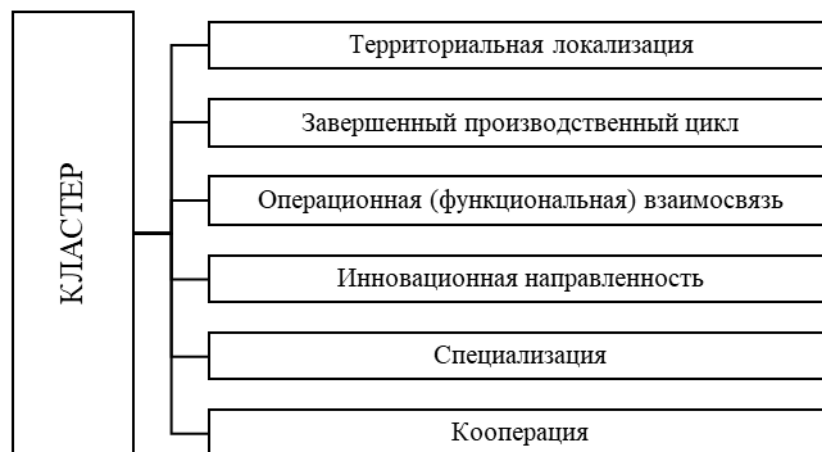 КЛАСТЕР
Территориальная локализация
Завершенный производственный цикл
Операционная (функциональная) взаимосвязь
Инновационная направленность
Специализация
Кооперация